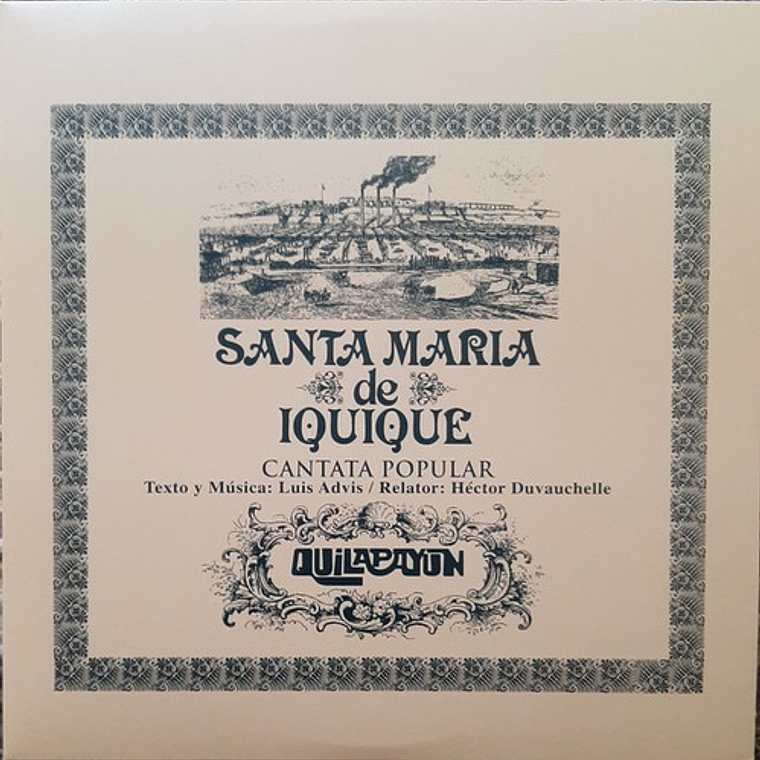 SANTA MARIA
de
IQUIQUE
CANTATA POPULAR
Texto y Música: Luis Advis / Relator: Héctor Duvauchelle
QUILAPAYUN